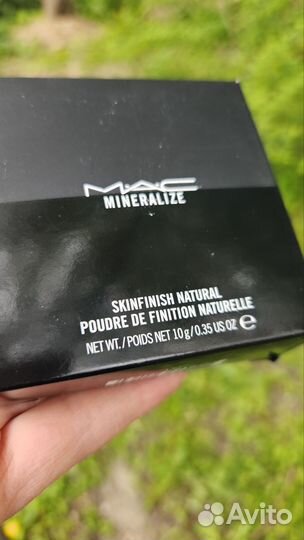 MAC
MINERALIZE
SKINFINISH NATURAL
POUDRE DE FINITION NATURELLE
NET WT./POIDS NET 10 g/0.35 US OZ ℮
Avito